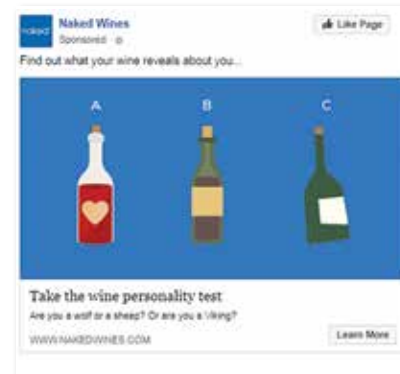 naked
Naked Wines
Sponsored
Like Page
Find out what your wine reveals about you...
A B C
Take the wine personality test
Are you a wolf or a sheep? Or are you a Viking?
WWW.NAKEDWINES.COM
Learn More